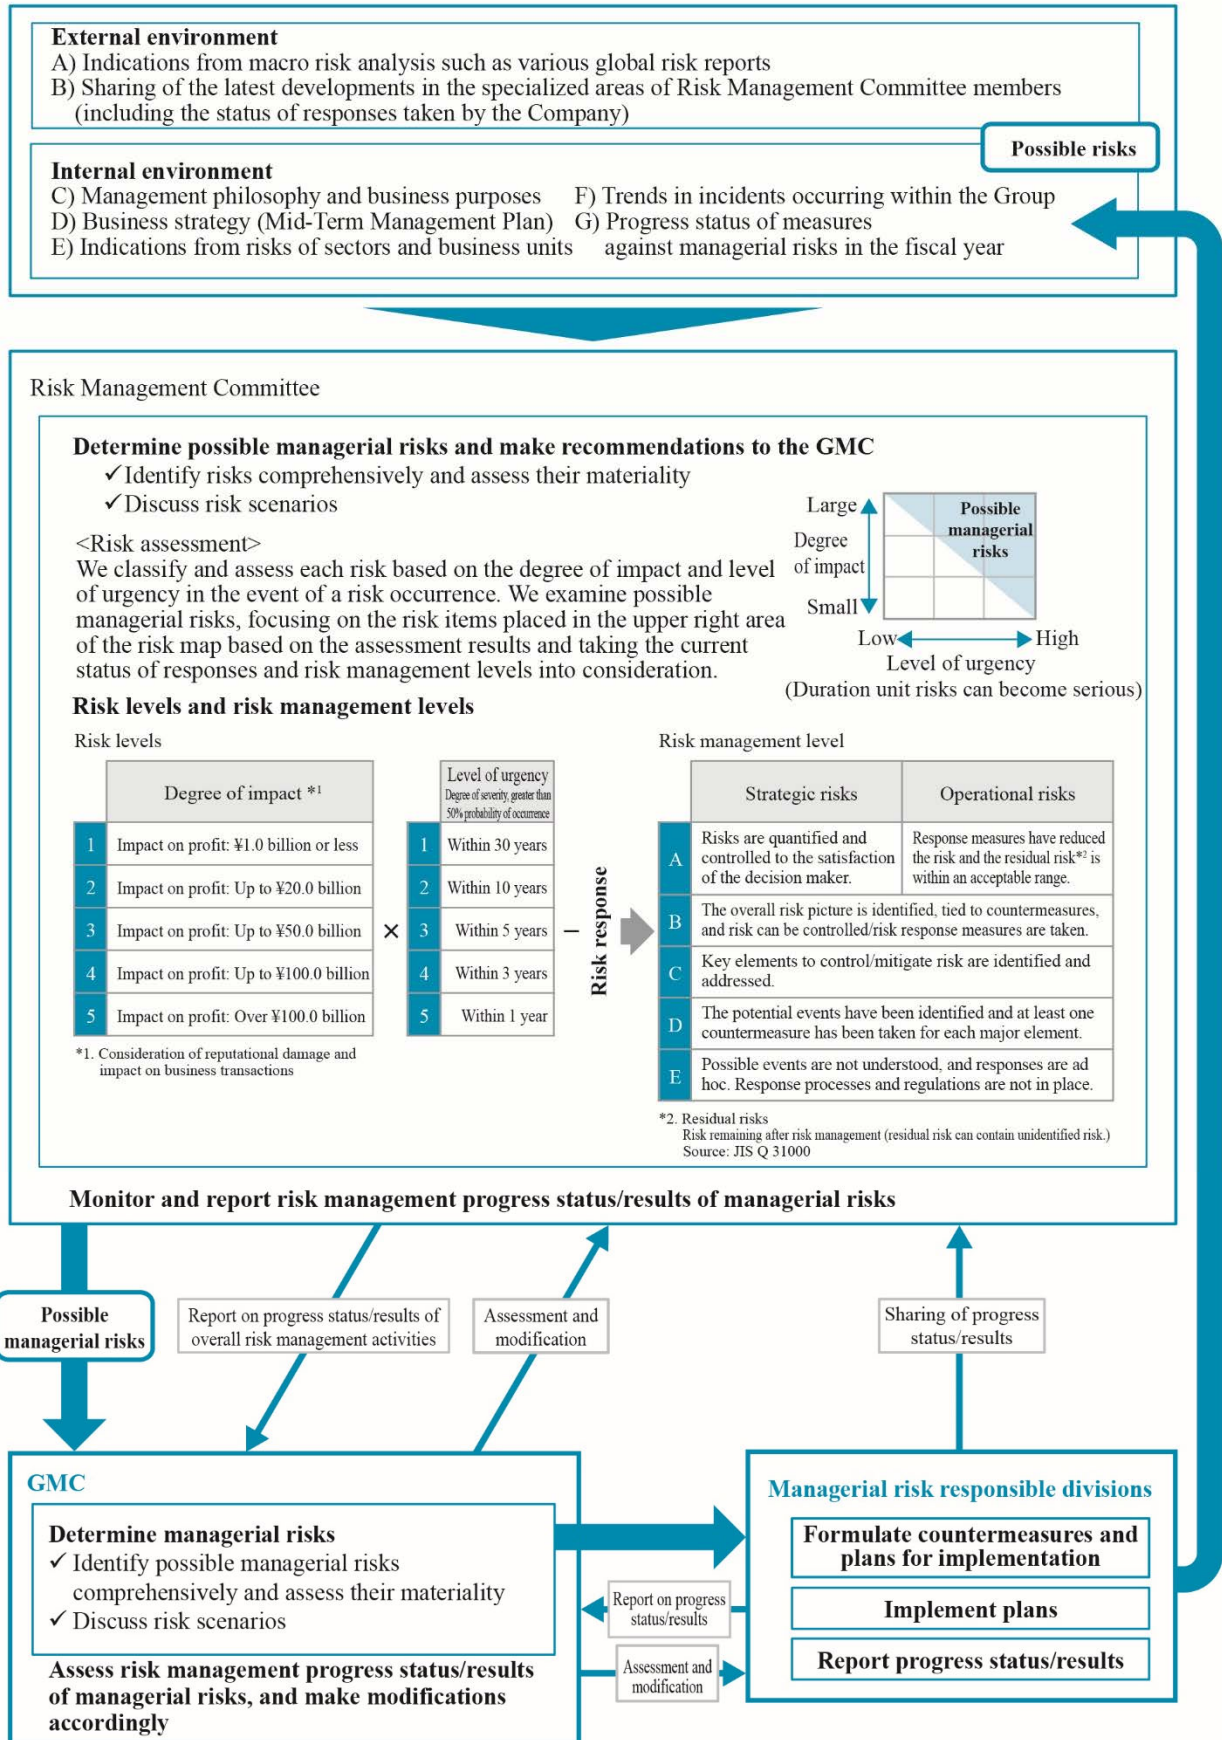 External environment
A) Indications from macro risk analysis such as various global risk reports
B) Sharing of the latest developments in the specialized areas of Risk Management Committee members
(including the status of responses taken by the Company)
Possible risks
Internal environment
C) Management philosophy and business purposes
D) Business strategy (Mid-Term Management Plan)
E) Indications from risks of sectors and business units
F) Trends in incidents occurring within the Group
G) Progress status of measures
against managerial risks in the fiscal year
Risk Management Committee
Determine possible managerial risks and make recommendations to the GMC
✓Identify risks comprehensively and assess their materiality
✓Discuss risk scenarios
<Risk assessment>
We classify and assess each risk based on the degree of impact and level
of urgency in the event of a risk occurrence. We examine possible
managerial risks, focusing on the risk items placed in the upper right area
of the risk map based on the assessment results and taking the current
status of responses and risk management levels into consideration.
Large
Degree
of impact
Small
Possible
managerial
risks
Low
High
Level of urgency
(Duration unit risks can become serious)
Risk levels and risk management levels
Risk levels
Degree of impact *1
1 Impact on profit: ¥1.0 billion or less
2 Impact on profit: Up to ¥20.0 billion
3 Impact on profit: Up to ¥50.0 billion
4 Impact on profit: Up to ¥100.0 billion
5 Impact on profit: Over ¥100.0 billion
*1. Consideration of reputational damage and
impact on business transactions
×
Level of urgency
Degree of severity, greater than
50% probability of occurrence
1 Within 30 years
2 Within 10 years
3 Within 5 years
4 Within 3 years
5 Within 1 year
–
Risk response
Risk management level
Strategic risks
Operational risks
A
Risks are quantified and
controlled to the satisfaction
of the decision maker.
Response measures have reduced
the risk and the residual risk*2 is
within an acceptable range.
B
The overall risk picture is identified, tied to countermeasures,
and risk can be controlled/risk response measures are taken.
C
Key elements to control/mitigate risk are identified and
addressed.
D
The potential events have been identified and at least one
countermeasure has been taken for each major element.
E
Possible events are not understood, and responses are ad
hoc. Response processes and regulations are not in place.
*2. Residual risks
Risk remaining after risk management (residual risk can contain unidentified risk.)
Source: JIS Q 31000
Monitor and report risk management progress status/results of managerial risks
Possible
managerial risks
Report on progress status/results of
overall risk management activities
Assessment and
modification
Sharing of progress
status/results
GMC
Determine managerial risks
✓ Identify possible managerial risks
comprehensively and assess their materiality
✓ Discuss risk scenarios
Assess risk management progress status/results
of managerial risks, and make modifications
accordingly
Report on progress
status/results
Assessment and
modification
Managerial risk responsible divisions
Formulate countermeasures and
plans for implementation
Implement plans
Report progress status/results